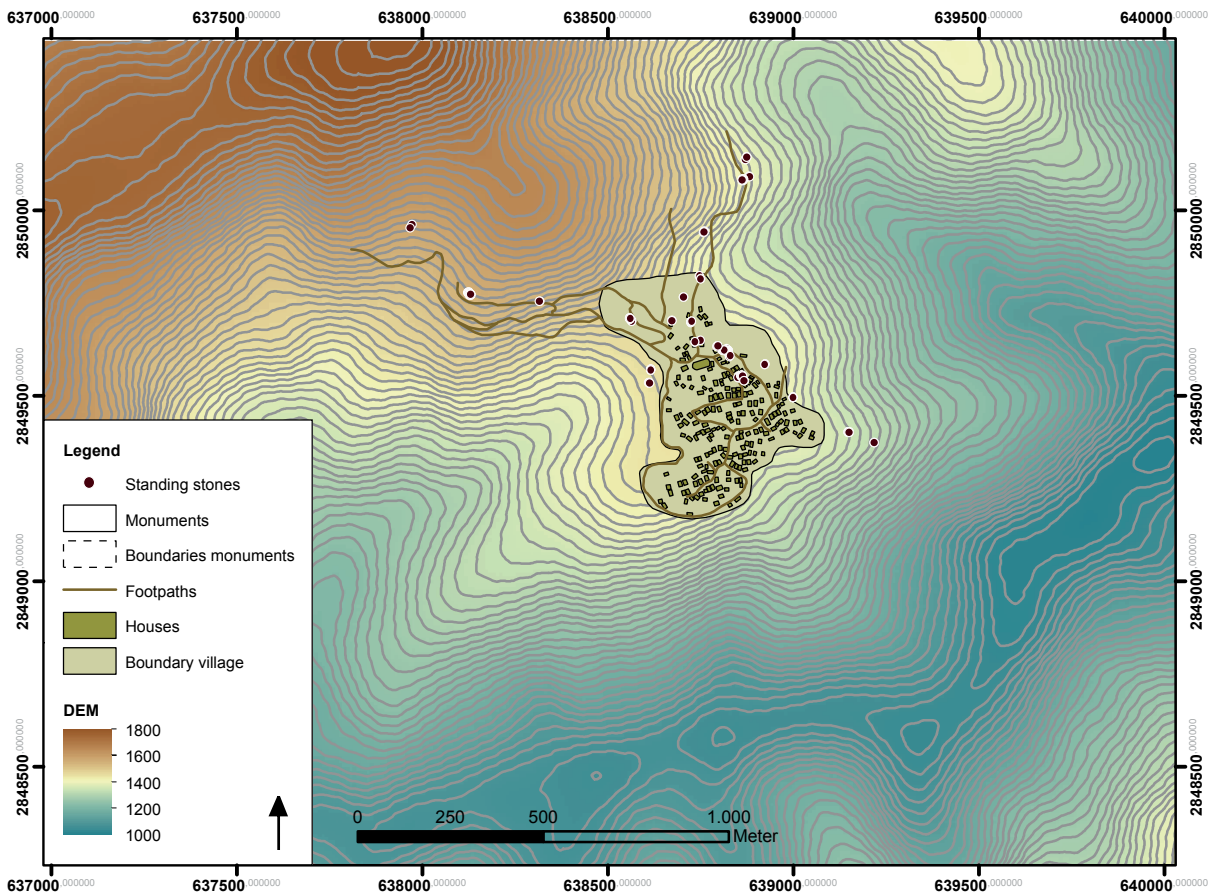 637000.000000 637500.000000 638000.000000 638500.000000 639000.000000 639500.000000 640000.000000
2850000.000000 2850000.000000
2849500.000000 2849500.000000
Legend
Standing stones
Monuments
Boundaries monuments
Footpaths
Houses
Boundary village
DEM
1800
1600
1400
1200
1000
2849000.000000 2849000.000000
2848500.000000 2848500.000000
0 250 500 1.000
Meter
637000.000000 637500.000000 638000.000000 638500.000000 639000.000000 639500.000000 640000.000000